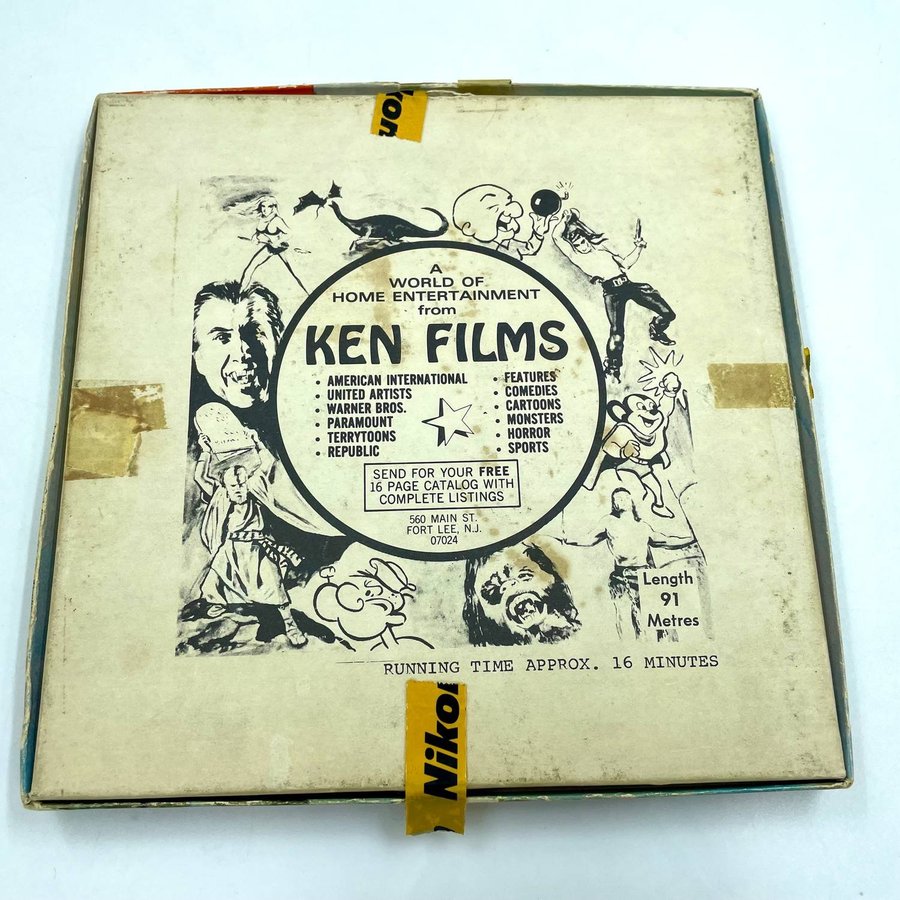 kon
A
WORLD OF
HOME ENTERTAINMENT
from
KEN FILMS
• AMERICAN INTERNATIONAL
• UNITED ARTISTS
• WARNER BROS.
• PARAMOUNT
• TERRYTOONS
• REPUBLIC
• FEATURES
COMEDIES
• CARTOONS
• MONSTERS
• HORROR
• SPORTS
SEND FOR YOUR FREE
16 PAGE CATALOG WITH
COMPLETE LISTINGS
560 MAIN ST.
FORT LEE, N.J.
07024
Length
91
Metres
RUNNING TIME APPROX. 16 MINUTES
Nikon